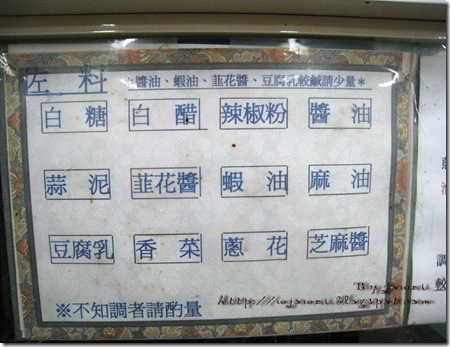 佐料
*醬油、蝦油、韮花醬、豆腐乳較鹹請少量*
白糖 白醋 辣椒粉 醬油
蒜泥 韮花醬 蝦油 麻油
豆腐乳 香菜 蔥花 芝麻醬
※不知調者請酌量
調
較